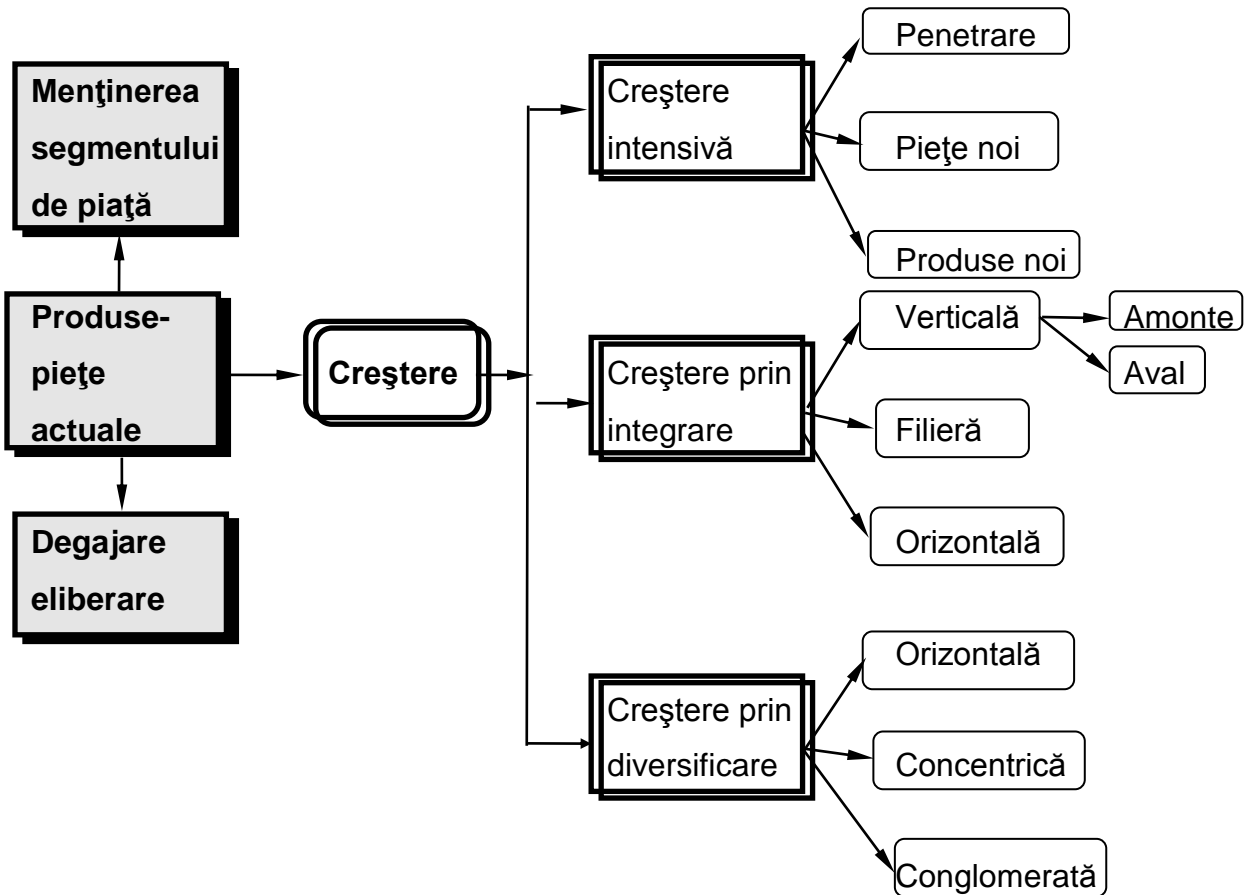 Menţinerea
segmentului
de piaţă
Produse-
pieţe
actuale
Degajare
eliberare
Creştere
Creştere
intensivă
Penetrare
Pieţe noi
Produse noi
Creştere prin
integrare
Verticală
Amonte
Aval
Filieră
Orizontală
Creştere prin
diversificare
Orizontală
Concentrică
Conglomerată